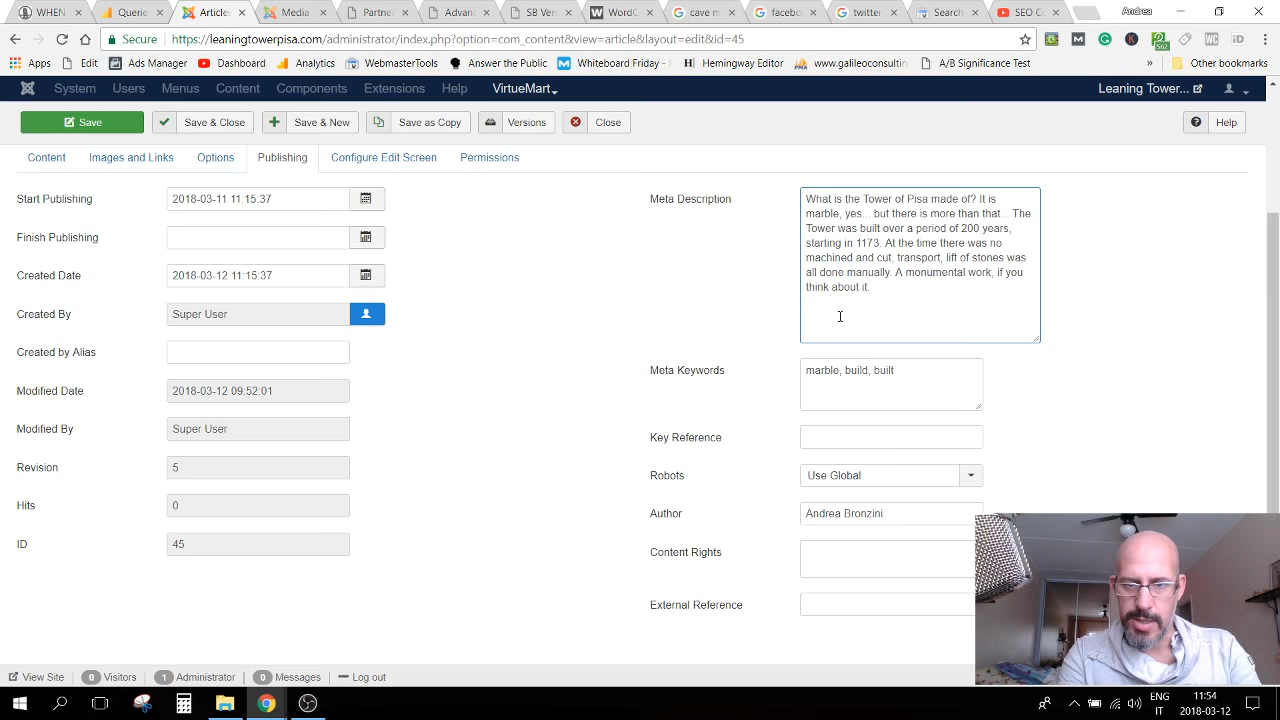 WHEN
Querie
Articles
Media
Partner
Advan
SB Ver
WordC
cave m
facebo
twitter
Search
SEO C
Andrea
Secure
https://leaningtowerpisa.com/administrator/index.php?option=com_content&view=article&layout=edit&id=45
562
Apps
Edit
Ads Manager
Dashboard
Analytics
WebmasterTools
Answer the Public
Whiteboard Friday -
Hemingway Editor
www.galileoconsultin
A/B Significance Test
»
Other bookmarks
System Users Menus Content Components Extensions Help VirtueMart
Leaning Tower...
Save
Save & Close
Save & New
Save as Copy
Versions
Close
Help
Content
Images and Links
Options
Publishing
Configure Edit Screen
Permissions
Start Publishing
2018-03-11 11:15:37
Finish Publishing
Created Date
2018-03-12 11:15:37
Created By
Super User
Created by Alias
Modified Date
2018-03-12 09:52:01
Modified By
Super User
Revision
5
Hits
0
ID
45
Meta Description
What is the Tower of Pisa made of? It is
marble, yes... but there is more than that... The
Tower was built over a period of 200 years,
starting in 1173. At the time there was no
machined and cut, transport, lift of stones was
all done manually. A monumental work, if you
think about it.
Meta Keywords
marble, build, built
Key Reference
Robots
Use Global
Author
Andrea Bronzini
Content Rights
External Reference
View Site
0 Visitors
1 Administrator
0 Messages
Log out
ENG
IT
11:54
2018-03-12